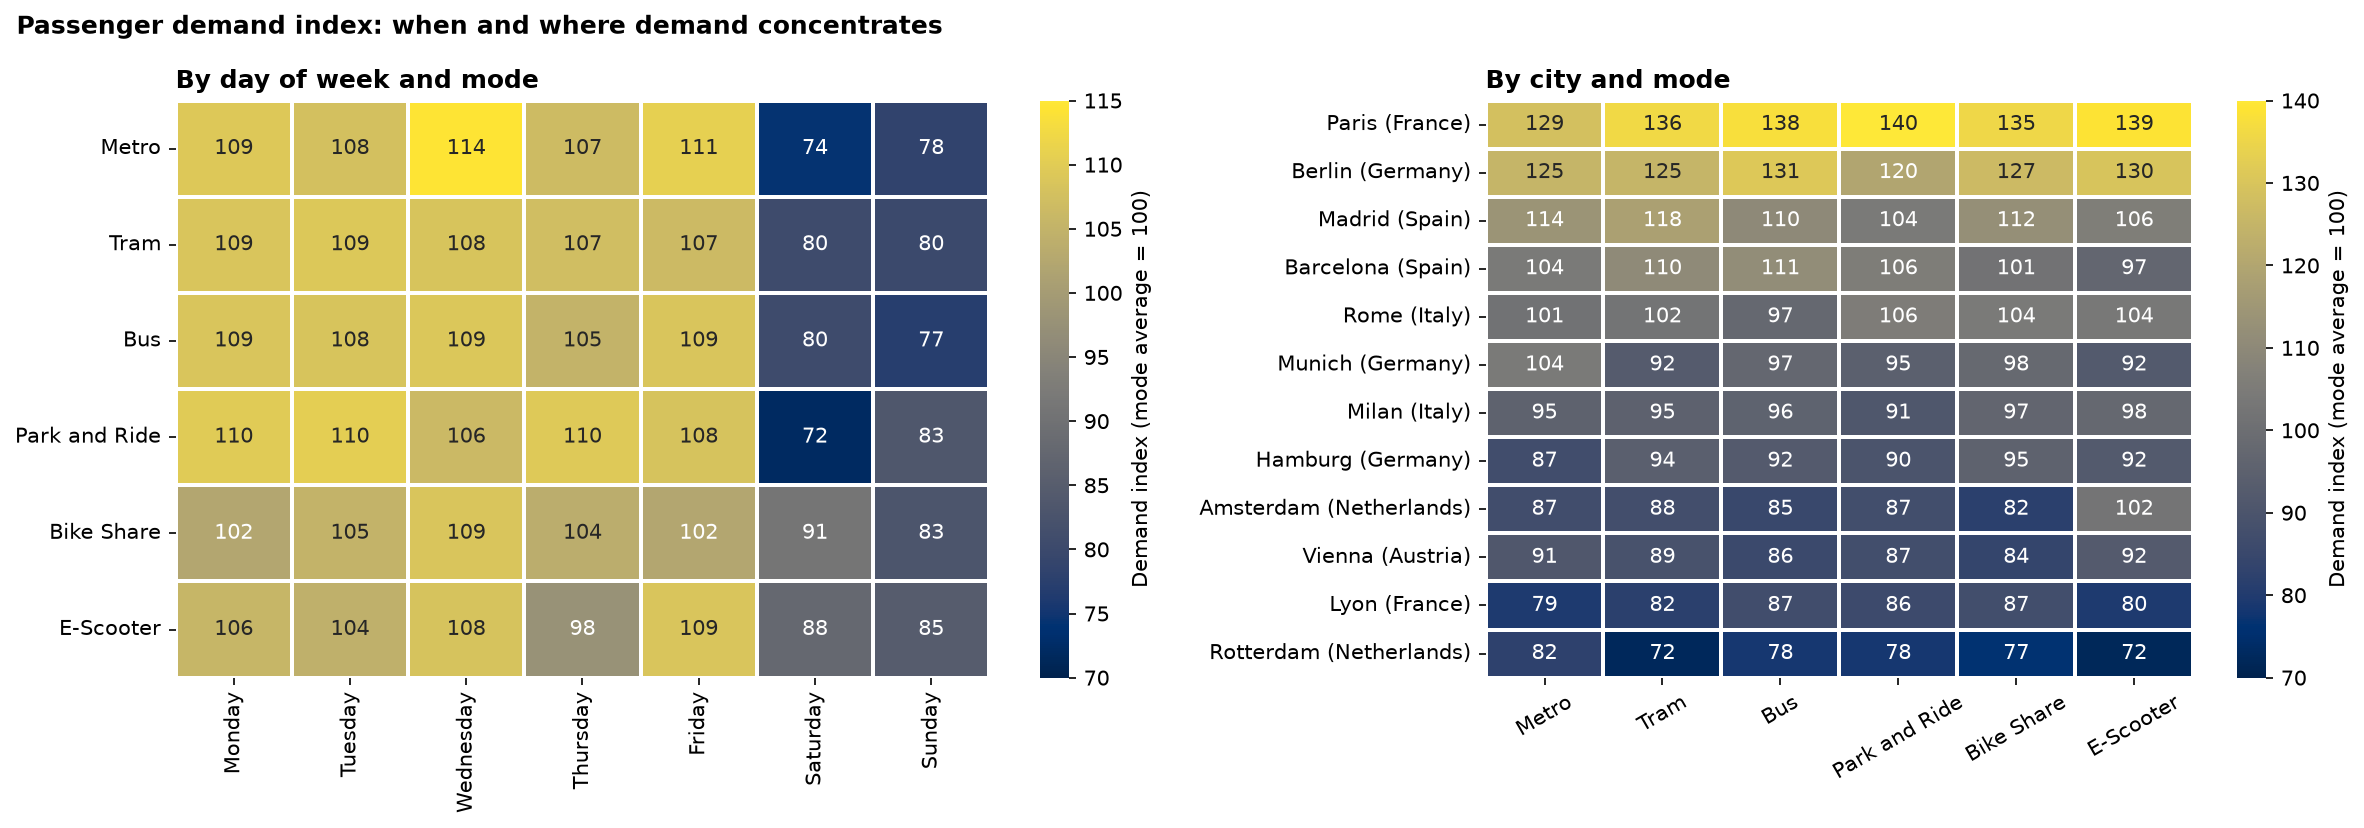 Passenger demand index: when and where demand concentrates
By day of week and mode
Metro 109 108 114 107 111 74 78
Tram 109 109 108 107 107 80 80
Bus 109 108 109 105 109 80 77
Park and Ride 110 110 106 110 108 72 83
Bike Share 102 105 109 104 102 91 83
E-Scooter 106 104 108 98 109 88 85
Monday Tuesday Wednesday Thursday Friday Saturday Sunday
115
110
105
100
95
90
85
80
75
70
Demand index (mode average = 100)
By city and mode
Paris (France) 129 136 138 140 135 139
Berlin (Germany) 125 125 131 120 127 130
Madrid (Spain) 114 118 110 104 112 106
Barcelona (Spain) 104 110 111 106 101 97
Rome (Italy) 101 102 97 106 104 104
Munich (Germany) 104 92 97 95 98 92
Milan (Italy) 95 95 96 91 97 98
Hamburg (Germany) 87 94 92 90 95 92
Amsterdam (Netherlands) 87 88 85 87 82 102
Vienna (Austria) 91 89 86 87 84 92
Lyon (France) 79 82 87 86 87 80
Rotterdam (Netherlands) 82 72 78 78 77 72
Metro Tram Bus Park and Ride Bike Share E-Scooter
140
130
120
110
100
90
80
70
Demand index (mode average = 100)